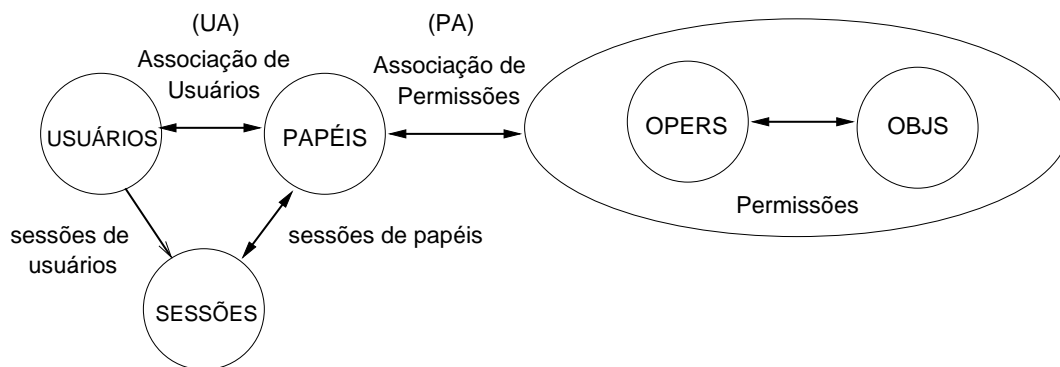 (UA)
Associação de
Usuários
(PA)
Associação de
Permissões
USUÁRIOS
PAPÉIS
OPERS
OBJS
Permissões
sessões de
usuários
sessões de papéis
SESSÕES